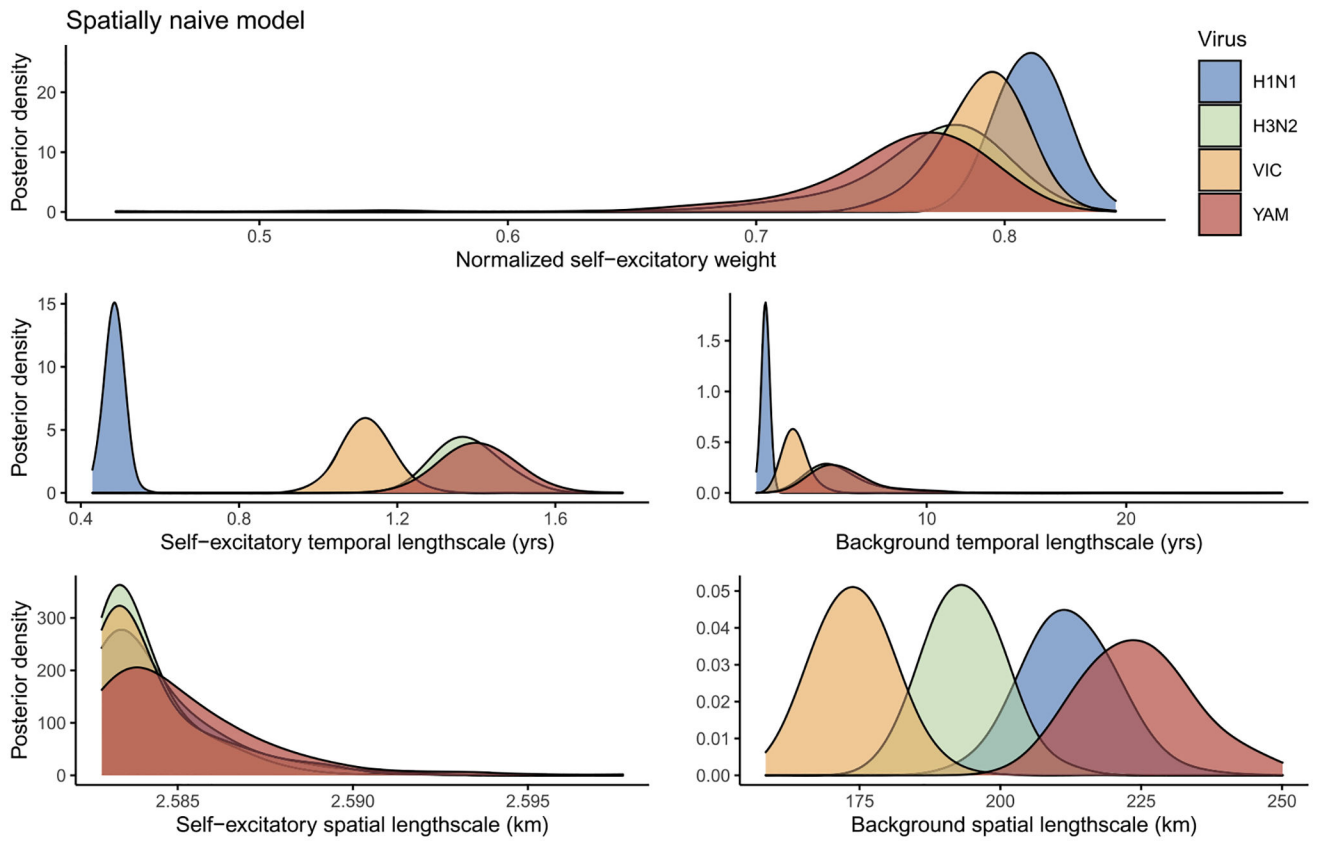 Spatially naive model
Posterior density
20
10
0
0.5 0.6 0.7 0.8
Normalized self−excitatory weight
Virus
H1N1
H3N2
VIC
YAM
Posterior density
15
10
5
0
0.4 0.8 1.2 1.6
Self−excitatory temporal lengthscale (yrs)
1.5
1.0
0.5
0.0
10 20
Background temporal lengthscale (yrs)
Posterior density
300
200
100
0
2.585 2.590 2.595
Self−excitatory spatial lengthscale (km)
0.05
0.04
0.03
0.02
0.01
0.00
175 200 225 250
Background spatial lengthscale (km)